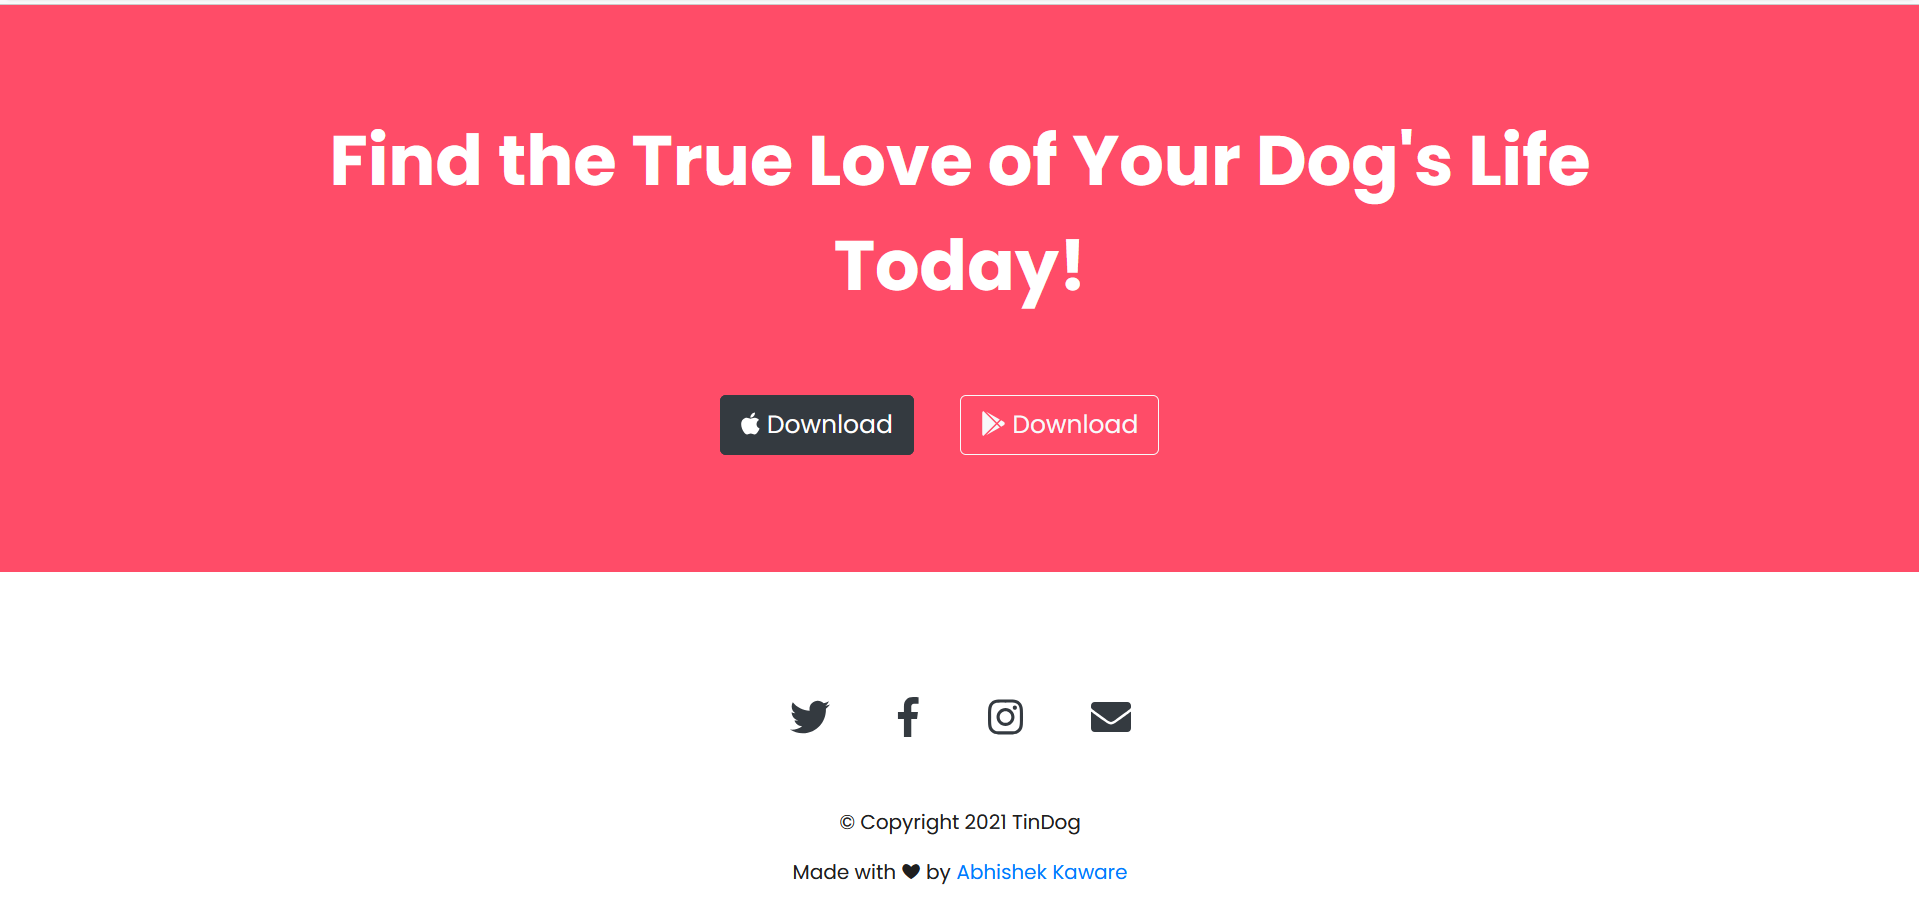 Find the True Love of Your Dog's Life
Today!
Download
Download
© Copyright 2021 TinDog
Made with ♥ by Abhishek Kaware